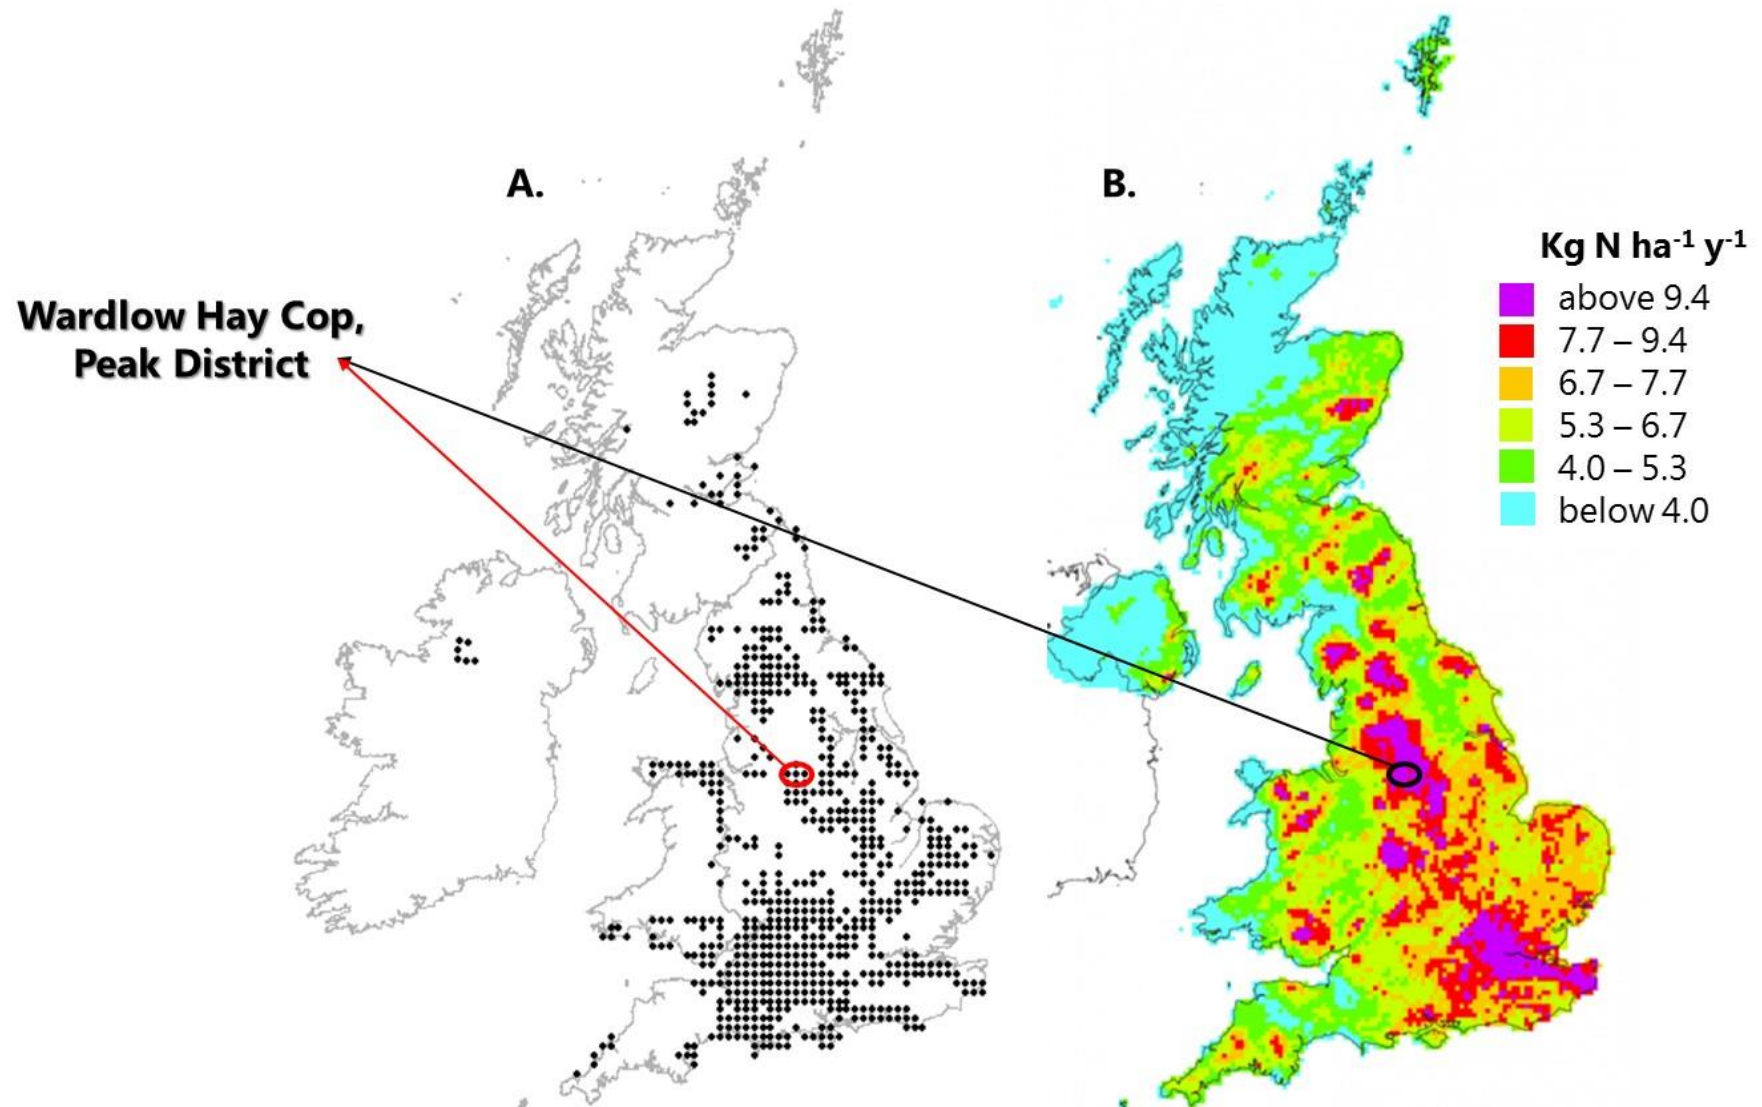 A.
B.
Kg N ha⁻¹ y⁻¹
above 9.4
7.7 – 9.4
6.7 – 7.7
5.3 – 6.7
4.0 – 5.3
below 4.0
Wardlow Hay Cop,
Peak District